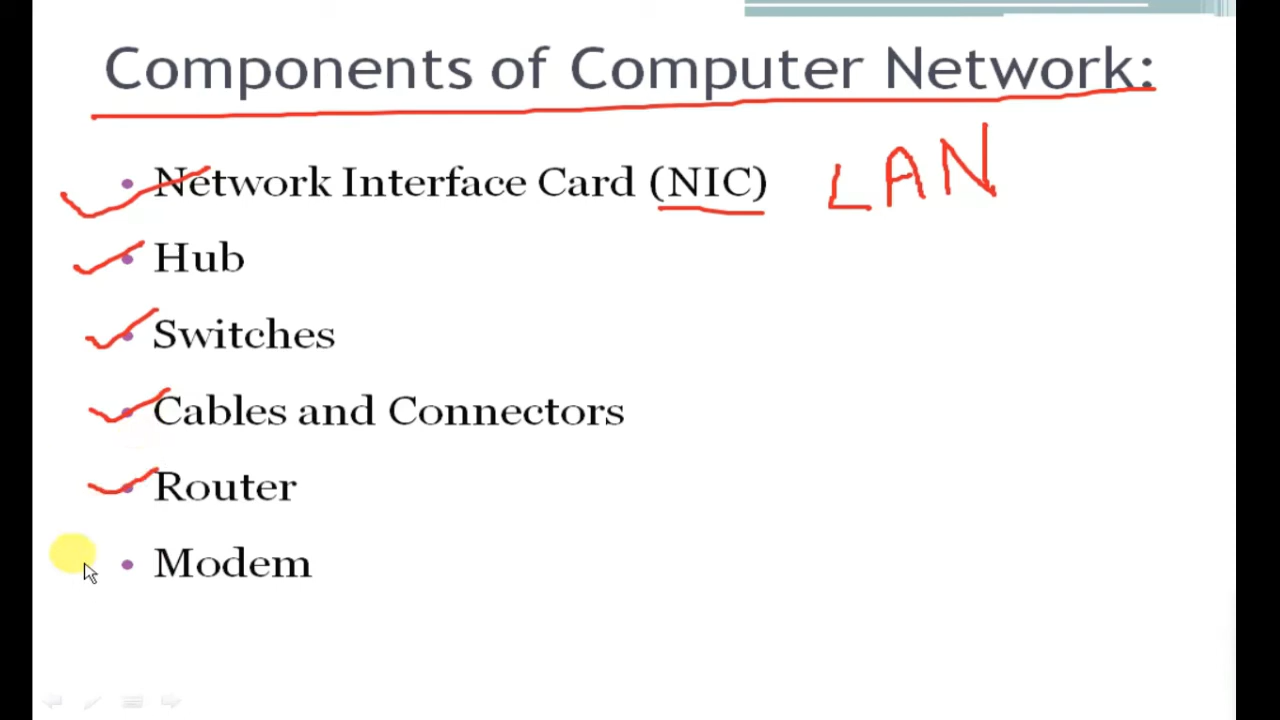 Components of Computer Network:
• Network Interface Card (NIC) LAN
• Hub
• Switches
• Cables and Connectors
• Router
• Modem